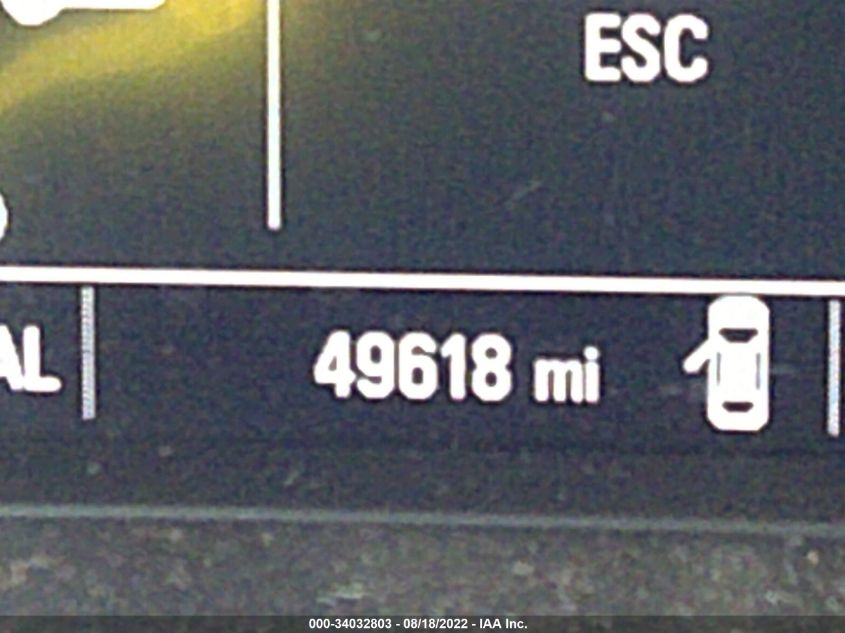 ESC
AL
49618 mi
000-34032803 - 08/18/2022 - IAA Inc.